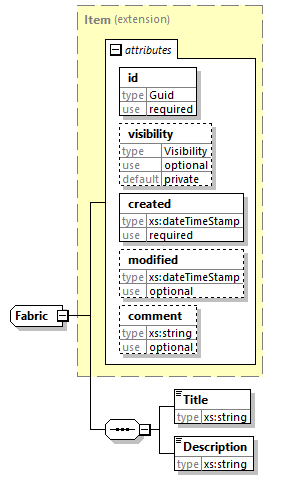 Item (extension)
attributes
id
type Guid
use required
visibility
type Visibility
use optional
default private
created
type xs:dateTimeStamp
use required
modified
type xs:dateTimeStamp
use optional
comment
type xs:string
use optional
Fabric
Title
type xs:string
Description
type xs:string